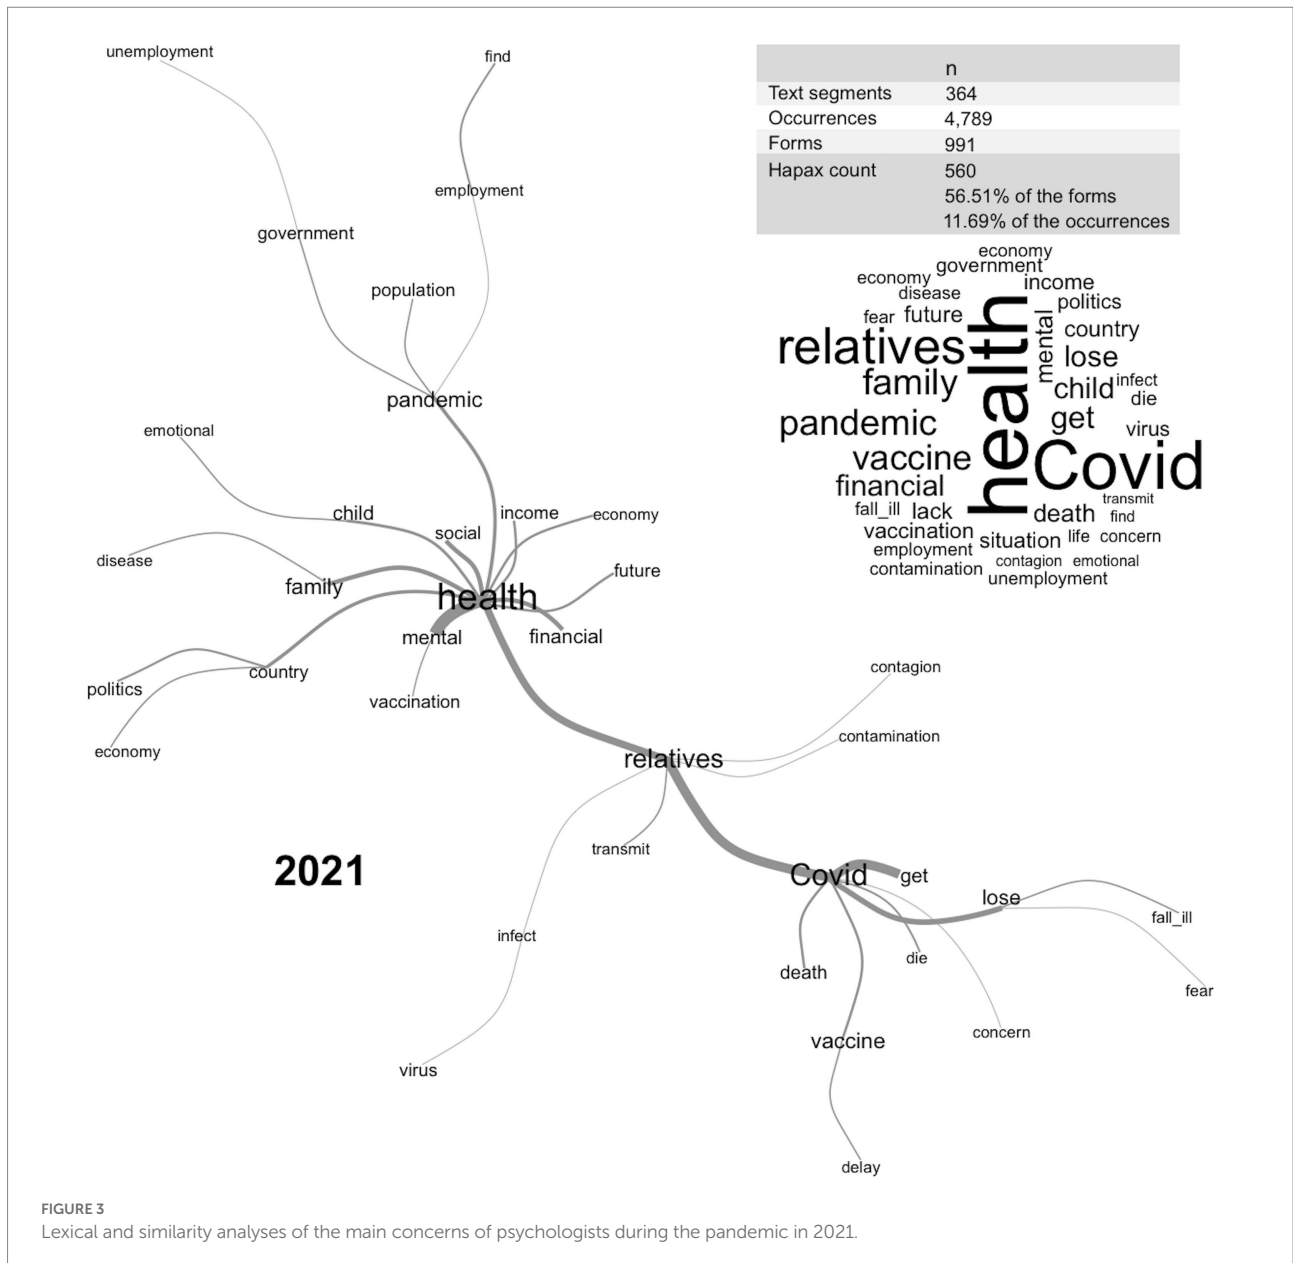 unemployment
find
employment
government
population
pandemic
emotional
child
social
income
economy
disease
family
health
future
mental
financial
country
politics
vaccination
economy
contagion
relatives
contamination
transmit
2021
Covid
get
lose
fall_ill
infect
death
die
fear
vaccine
concern
virus
delay
n
Text segments 364
Occurrences 4,789
Forms 991
Hapax count 560
56.51% of the forms
11.69% of the occurrences
economy
government
economy
income
disease
politics
fear future
mental
country
relatives
health
lose
family
child
infect
die
pandemic
get
virus
vaccine
Covid
financial
transmit
fall_ill lack
death
find
vaccination
situation
life
concern
employment
contagion
emotional
contamination
unemployment
FIGURE 3
Lexical and similarity analyses of the main concerns of psychologists during the pandemic in 2021.